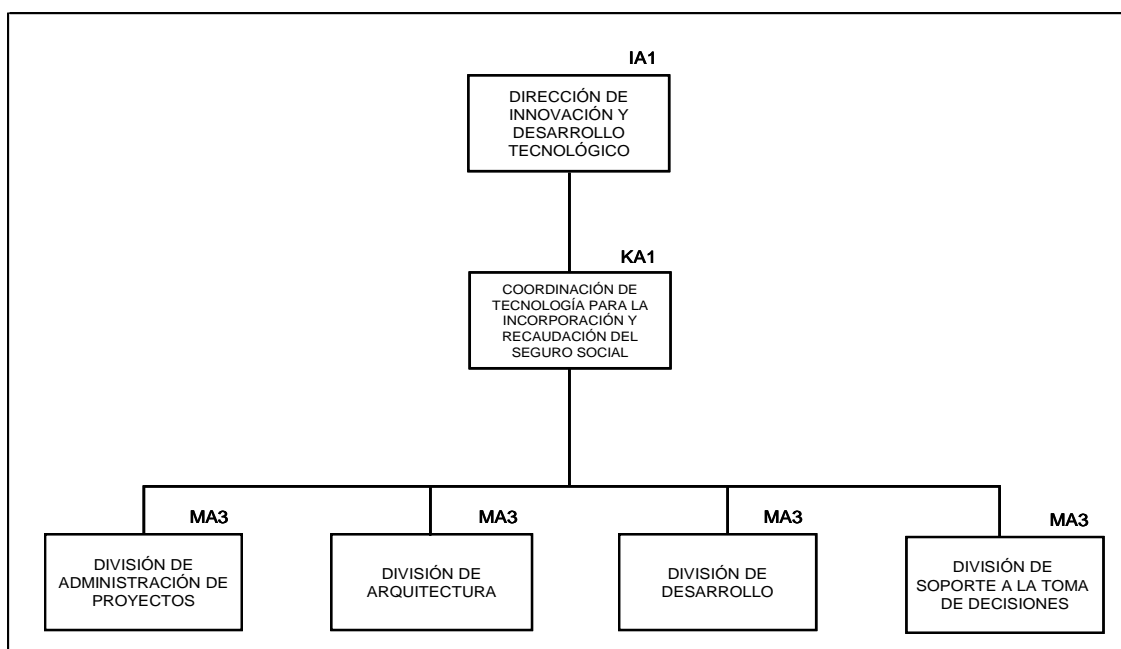 IA1
DIRECCIÓN DE
INNOVACIÓN Y
DESARROLLO
TECNOLÓGICO
KA1
COORDINACIÓN DE
TECNOLOGÍA PARA LA
INCORPORACIÓN Y
RECAUDACIÓN DEL
SEGURO SOCIAL
MA3
DIVISIÓN DE
ADMINISTRACIÓN DE
PROYECTOS
MA3
DIVISIÓN DE
ARQUITECTURA
MA3
DIVISIÓN DE
DESARROLLO
MA3
DIVISIÓN DE
SOPORTE A LA TOMA
DE DECISIONES